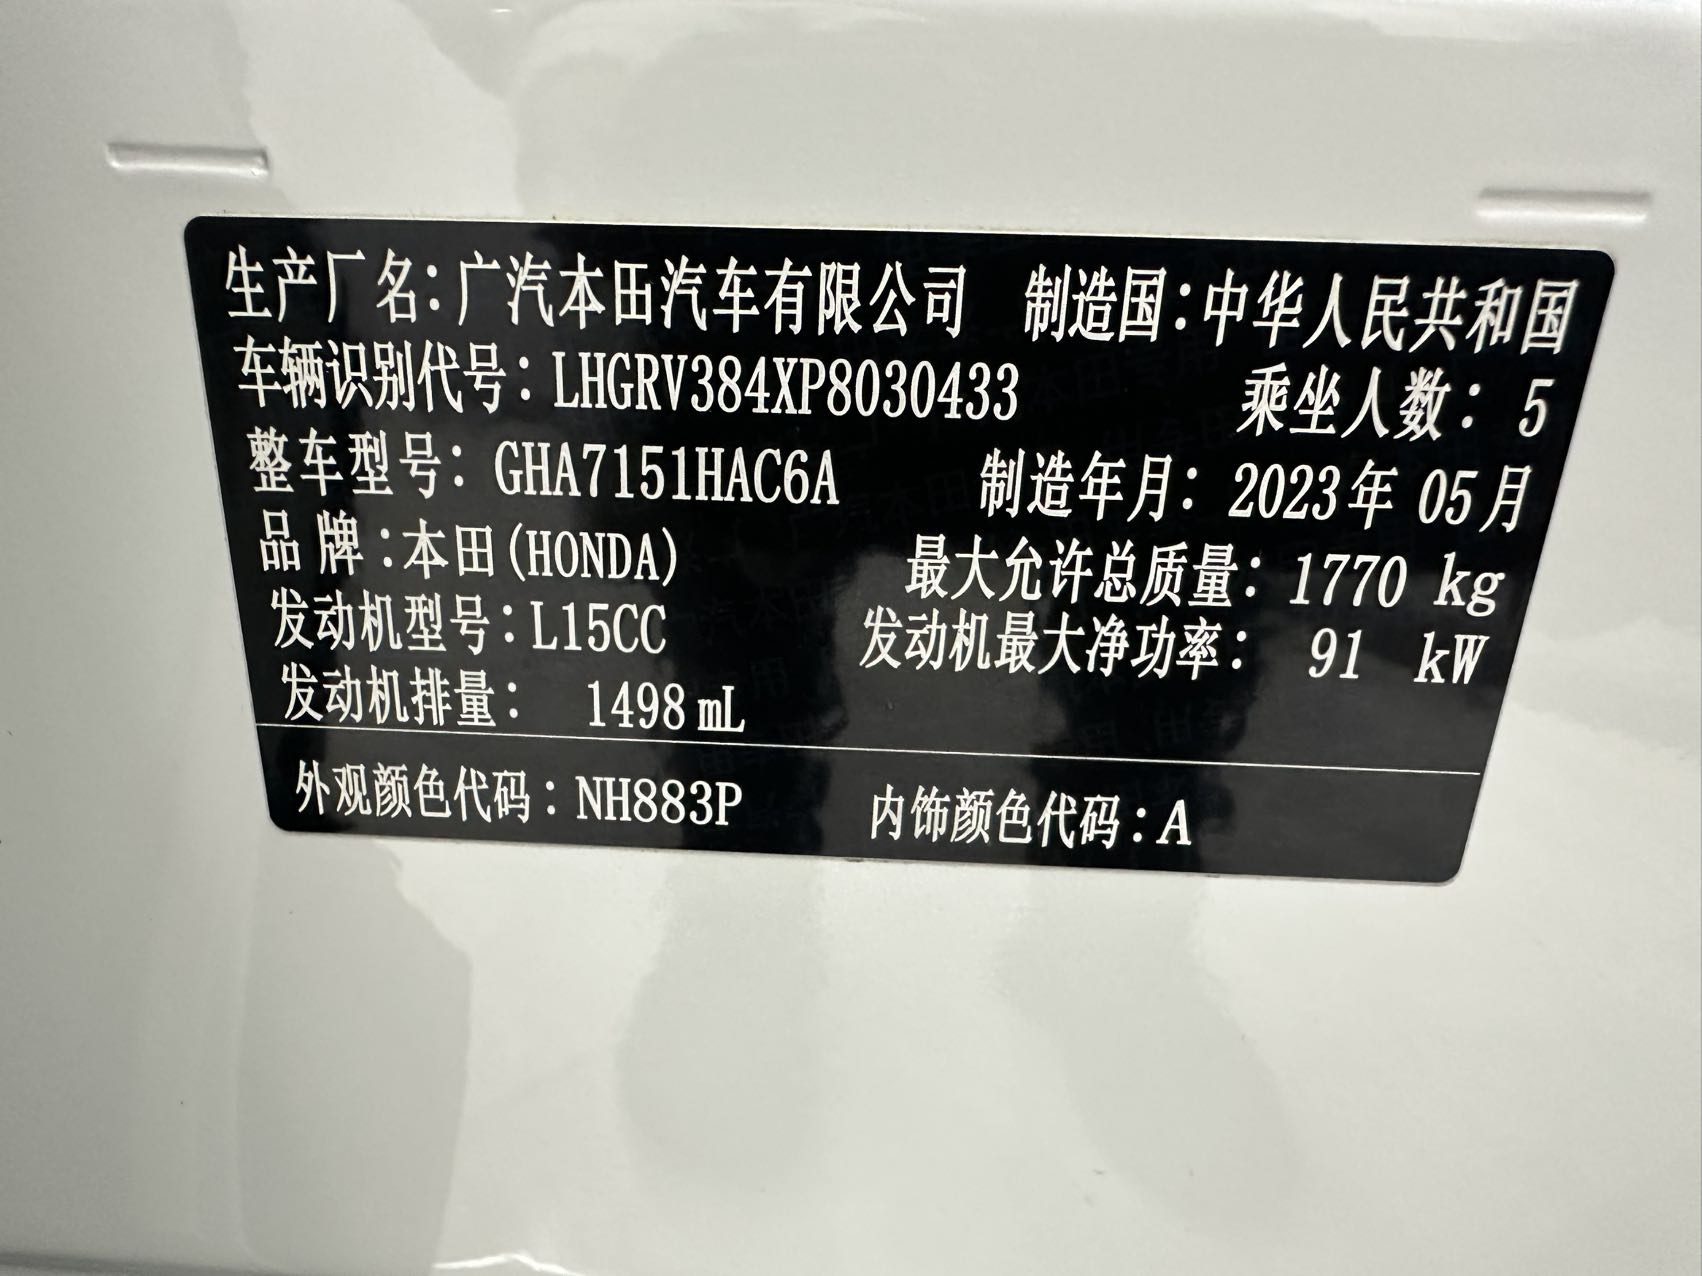 生产厂名：广汽本田汽车有限公司 制造国：中华人民共和国
车辆识别代号：LHGRV384XP8030433 乘坐人数：5
整车型号：GHA7151HAC6A 制造年月：2023年 05月
品牌：本田(HONDA) 最大允许总质量：1770 kg
发动机型号：L15CC 发动机最大净功率：91 kW
发动机排量：1498 mL
外观颜色代码：NH883P 内饰颜色代码：A